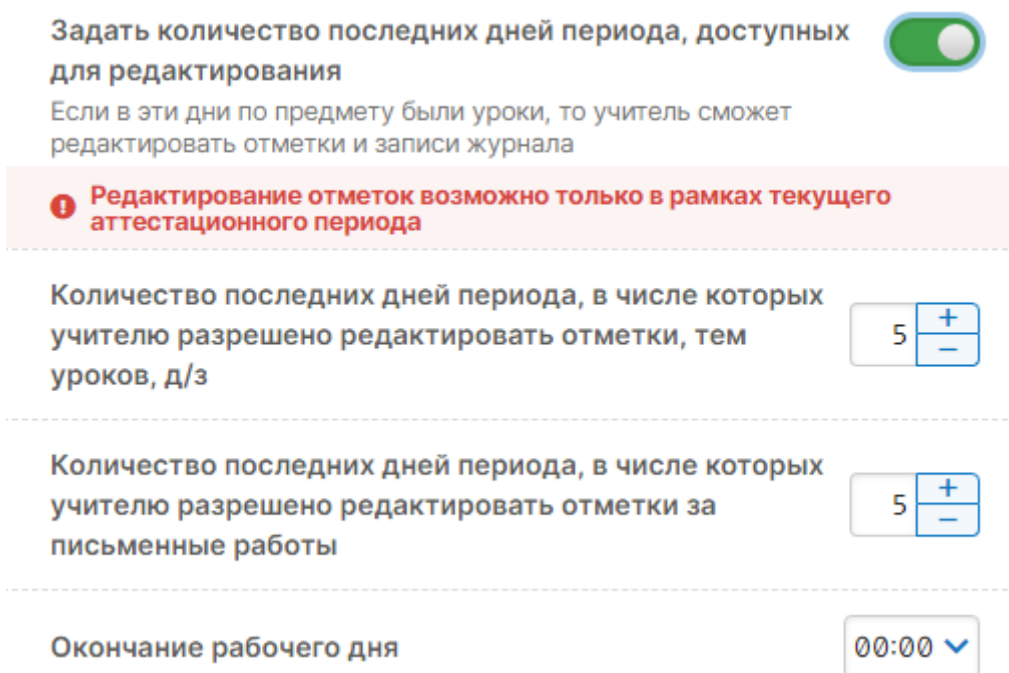 Задать количество последних дней периода, доступных
для редактирования
Если в эти дни по предмету были уроки, то учитель сможет
редактировать отметки и записи журнала
Редактирование отметок возможно только в рамках текущего
аттестационного периода
Количество последних дней периода, в числе которых
учителю разрешено редактировать отметки, тем
уроков, д/з
5
+
−
Количество последних дней периода, в числе которых
учителю разрешено редактировать отметки за
письменные работы
5
+
−
Окончание рабочего дня
00:00